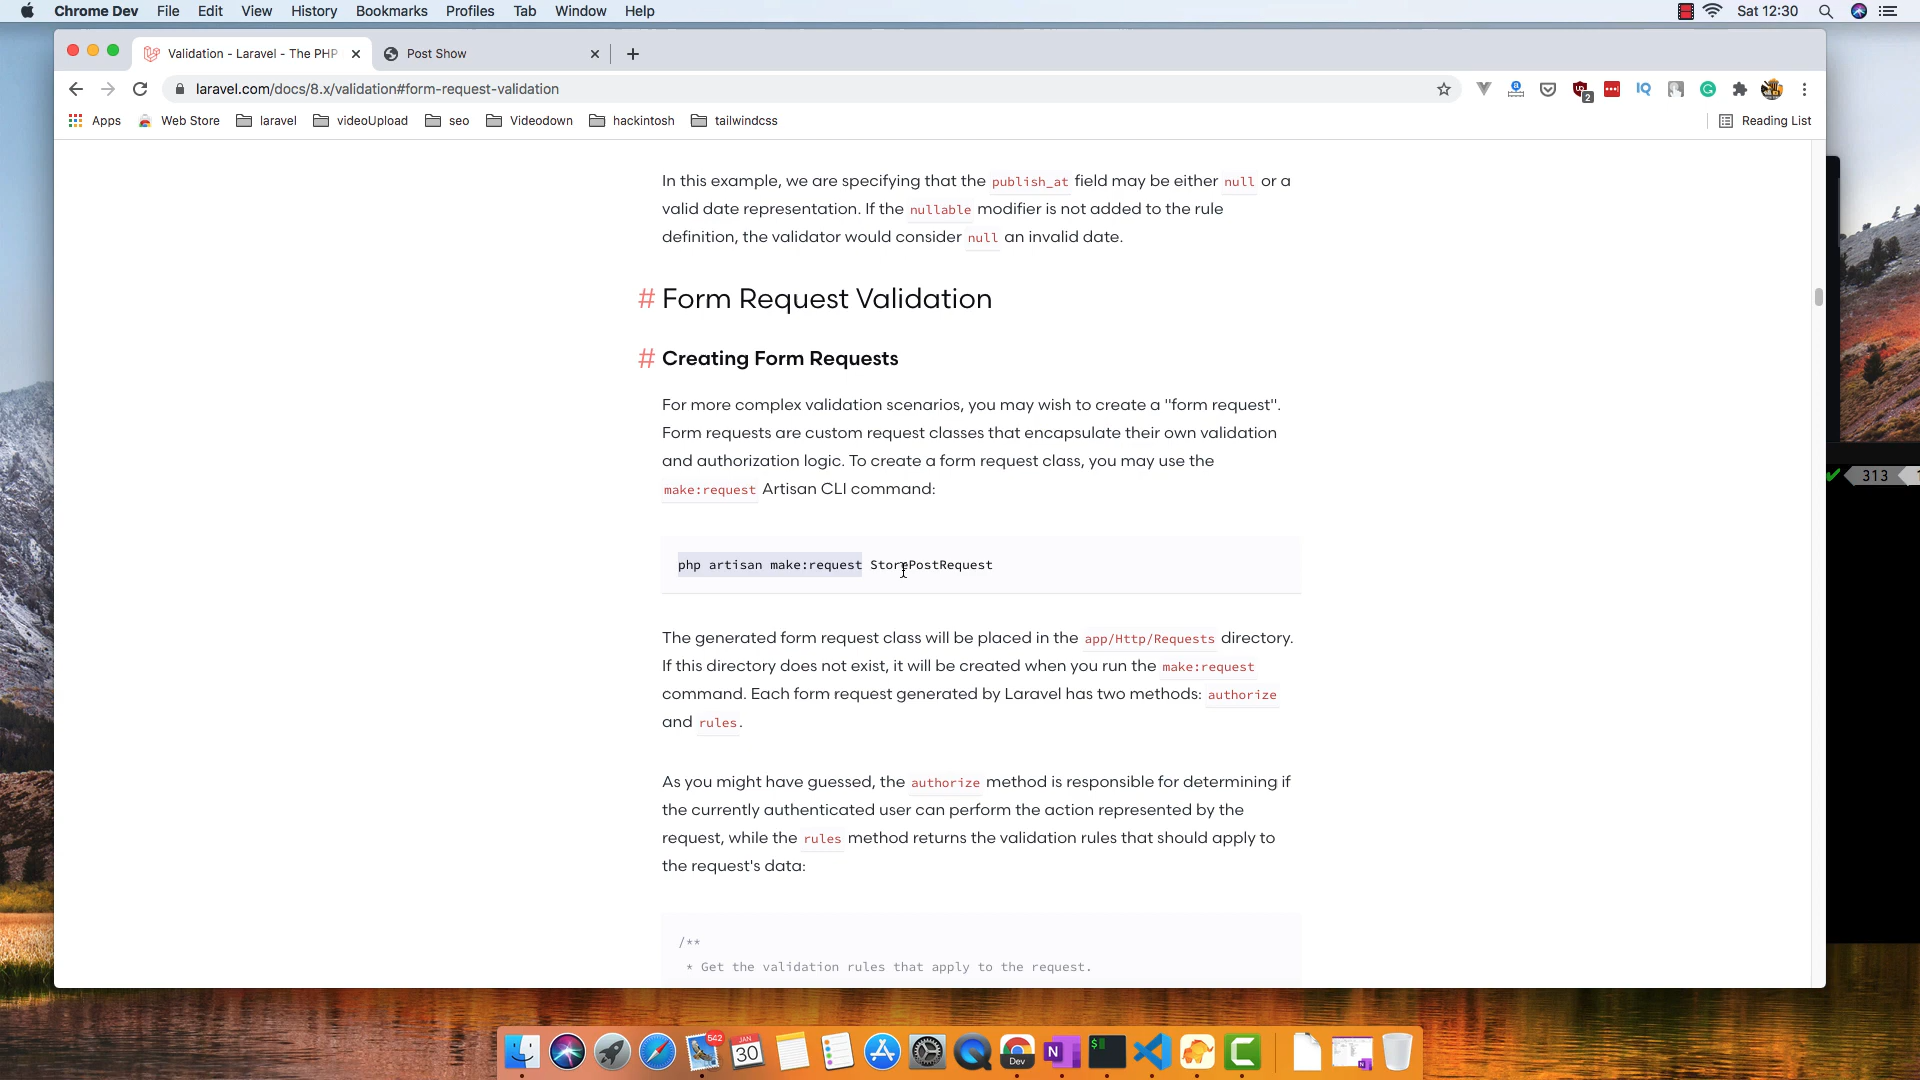 Chrome Dev File Edit View History Bookmarks Profiles Tab Window Help Sat 12:30
Validation - Laravel - The PHP Post Show
laravel.com/docs/8.x/validation#form-request-validation
2
IQ
Apps Web Store laravel videoUpload seo Videodown hackintosh tailwindcss Reading List
In this example, we are specifying that the publish_at field may be either null or a
valid date representation. If the nullable modifier is not added to the rule
definition, the validator would consider null an invalid date.
# Form Request Validation
# Creating Form Requests
For more complex validation scenarios, you may wish to create a "form request".
Form requests are custom request classes that encapsulate their own validation
and authorization logic. To create a form request class, you may use the
make:request Artisan CLI command:
313
php artisan make:request StorePostRequest
The generated form request class will be placed in the app/Http/Requests directory.
If this directory does not exist, it will be created when you run the make:request
command. Each form request generated by Laravel has two methods: authorize
and rules.
As you might have guessed, the authorize method is responsible for determining if
the currently authenticated user can perform the action represented by the
request, while the rules method returns the validation rules that should apply to
the request's data:
/**
* Get the validation rules that apply to the request.
542
JAN
30
Dev
N
$
C